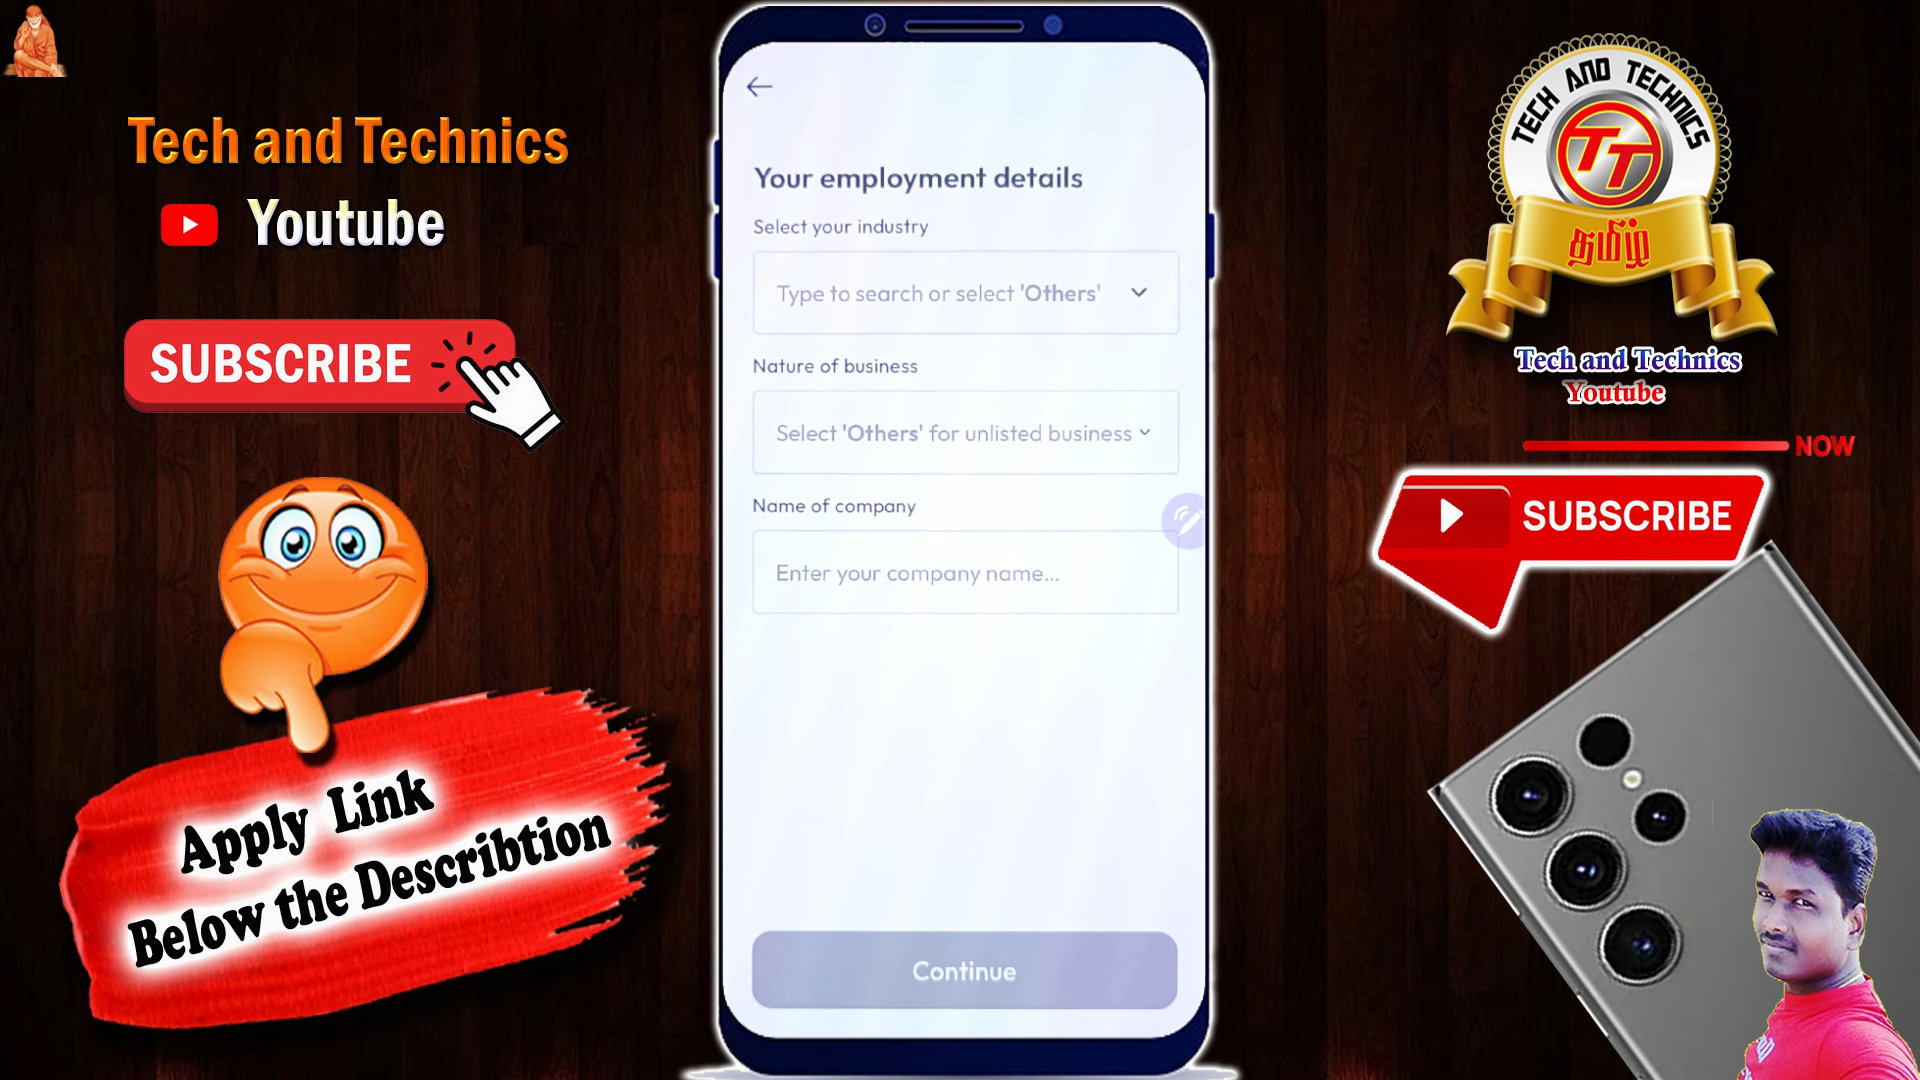 Tech and Technics
Youtube
SUBSCRIBE
Apply Link
Below the Describtion
Your employment details
Select your industry
Type to search or select 'Others'
Nature of business
Select 'Others' for unlisted business
Name of company
Enter your company name...
Continue
TECH AND TECHNICS
TT
தமிழ்
Tech and Technics
Youtube
NOW
SUBSCRIBE